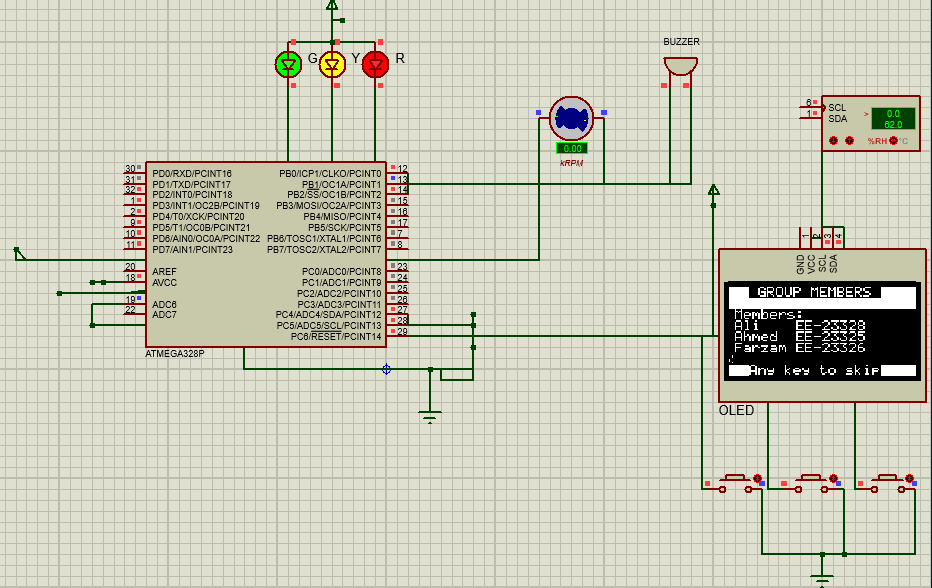 G Y R
BUZZER
6 SCL
1 SDA
> 0.0
62.0
%RH °C
0.00
kRPM
30 PD0/RXD/PCINT16
31 PD1/TXD/PCINT17
32 PD2/INT0/PCINT18
1 PD3/INT1/OC2B/PCINT19
2 PD4/T0/XCK/PCINT20
9 PD5/T1/OC0B/PCINT21
10 PD6/AIN0/OC0A/PCINT22
11 PD7/AIN1/PCINT23
20 AREF
18 AVCC
19 ADC6
22 ADC7
PB0/ICP1/CLKO/PCINT0 12
PB1/OC1A/PCINT1 13
PB2/SS/OC1B/PCINT2 14
PB3/MOSI/OC2A/PCINT3 15
PB4/MISO/PCINT4 16
PB5/SCK/PCINT5 17
PB6/TOSC1/XTAL1/PCINT6 7
PB7/TOSC2/XTAL2/PCINT7 8
PC0/ADC0/PCINT8 23
PC1/ADC1/PCINT9 24
PC2/ADC2/PCINT10 25
PC3/ADC3/PCINT11 26
PC4/ADC4/SDA/PCINT12 27
PC5/ADC5/SCL/PCINT13 28
PC6/RESET/PCINT14 29
ATMEGA328P
1 2 3 4
GND VCC SCL SDA
GROUP MEMBERS
Members:
Ali EE-23328
Ahmed EE-23325
Farzam EE-23326
Any key to skip
OLED